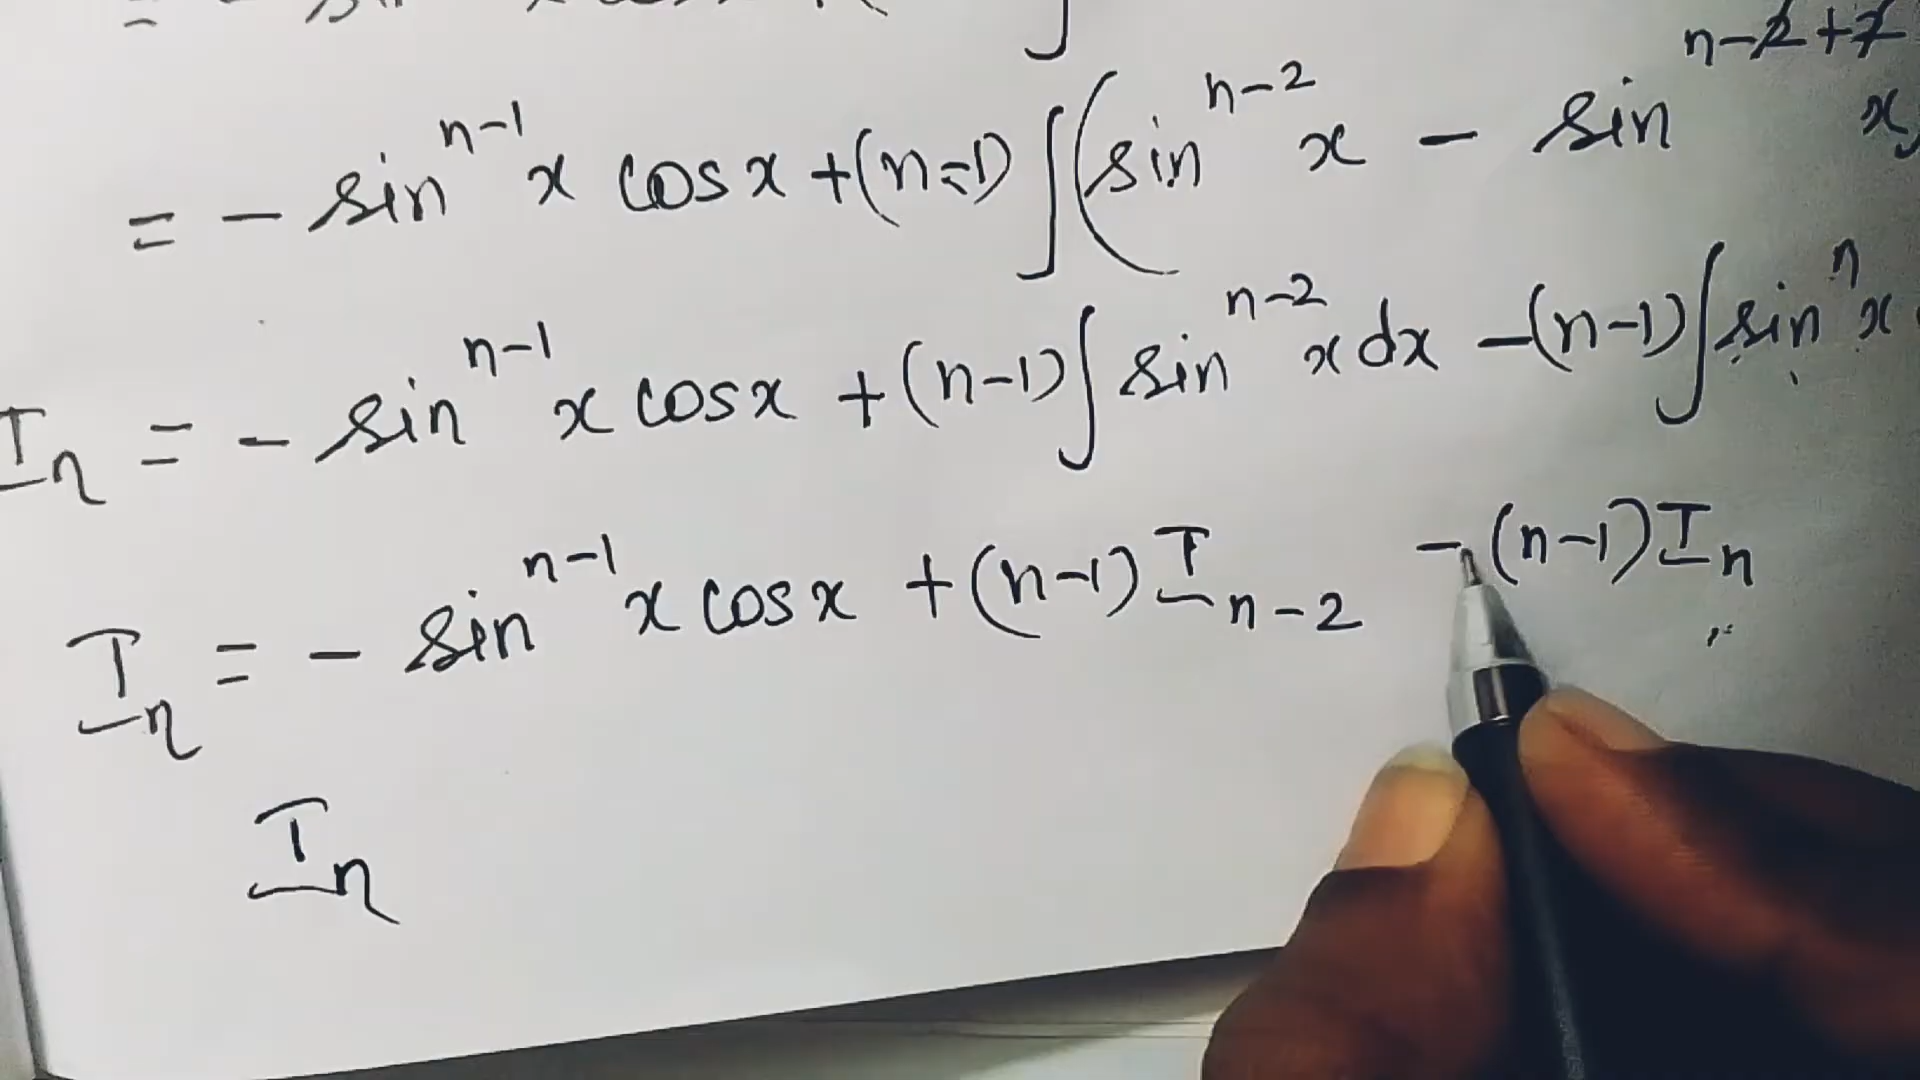 = - sin^{n-1} x cos x + (n-1) ∫ (sin^{n-2} x - sin^{n-2+2} x)
I_n = - sin^{n-1} x cos x + (n-1) ∫ sin^{n-2} x dx - (n-1) ∫ sin^n x
I_n = - sin^{n-1} x cos x + (n-1) I_{n-2} - (n-1) I_n
I_n